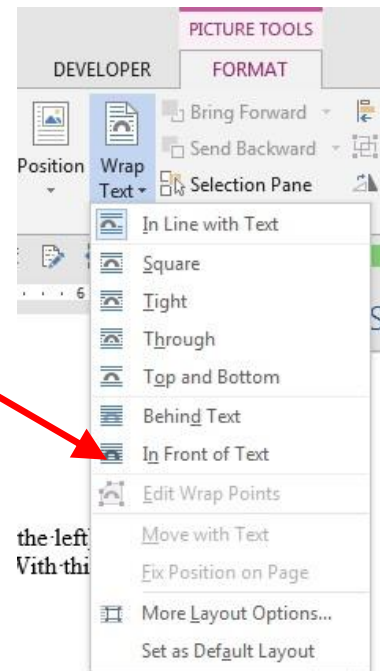 PICTURE TOOLS
DEVELOPER FORMAT
Bring Forward
Send Backward
Position Wrap Text
Selection Pane
In Line with Text
Square
6
Tight
Through
Top and Bottom
Behind Text
In Front of Text
Edit Wrap Points
the left
Move with Text
With thi
Fix Position on Page
More Layout Options...
Set as Default Layout